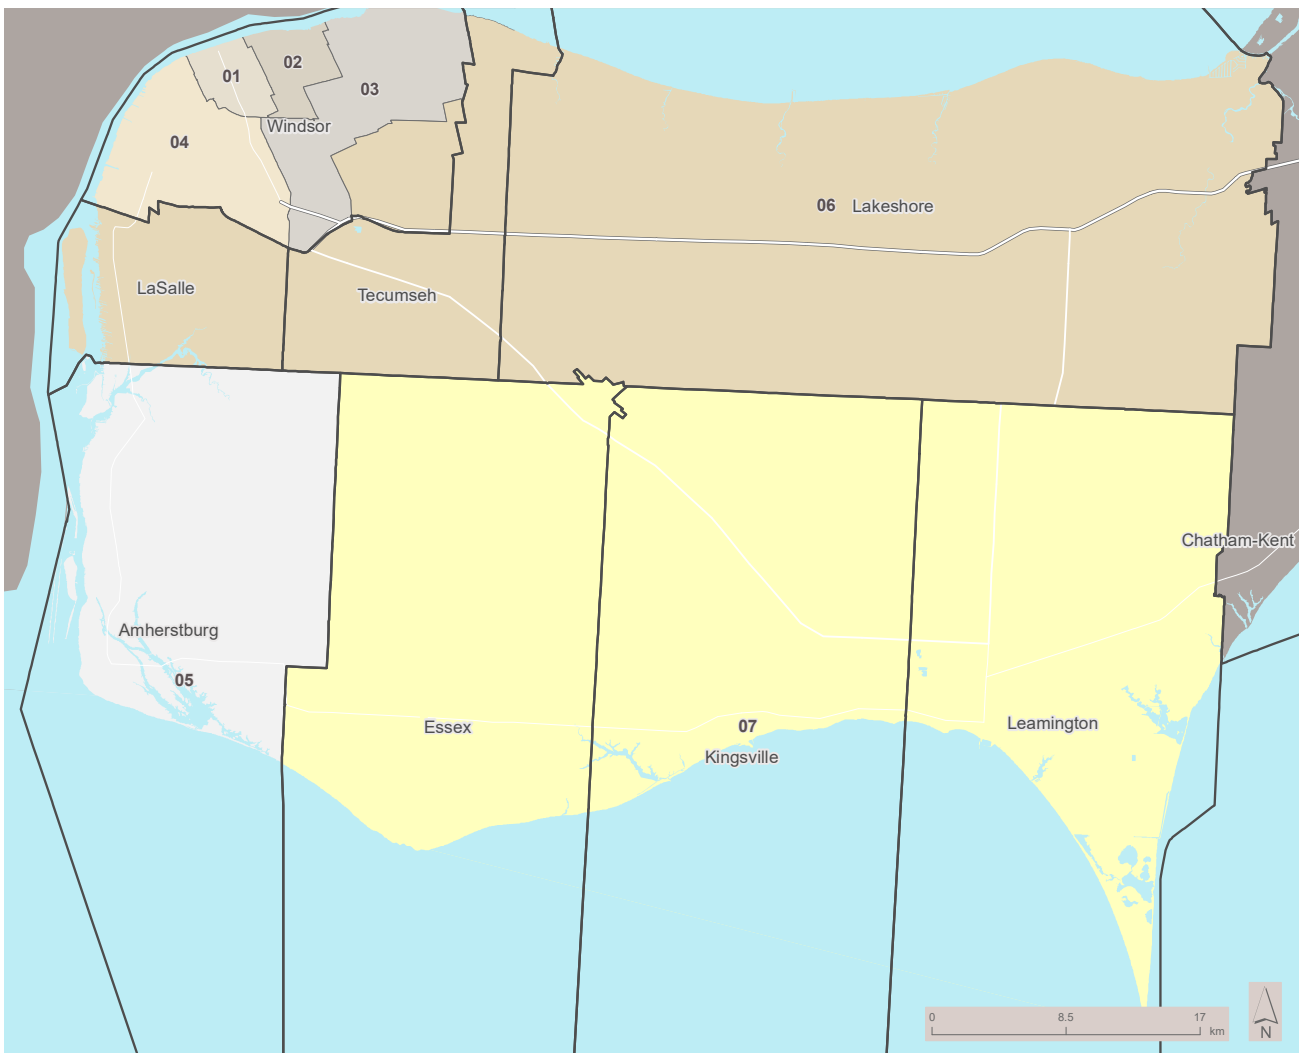 01
02
03
Windsor
04
06 Lakeshore
LaSalle
Tecumseh
Chatham-Kent
Amherstburg
05
Essex
07
Leamington
Kingsville
0 8.5 17
km
N